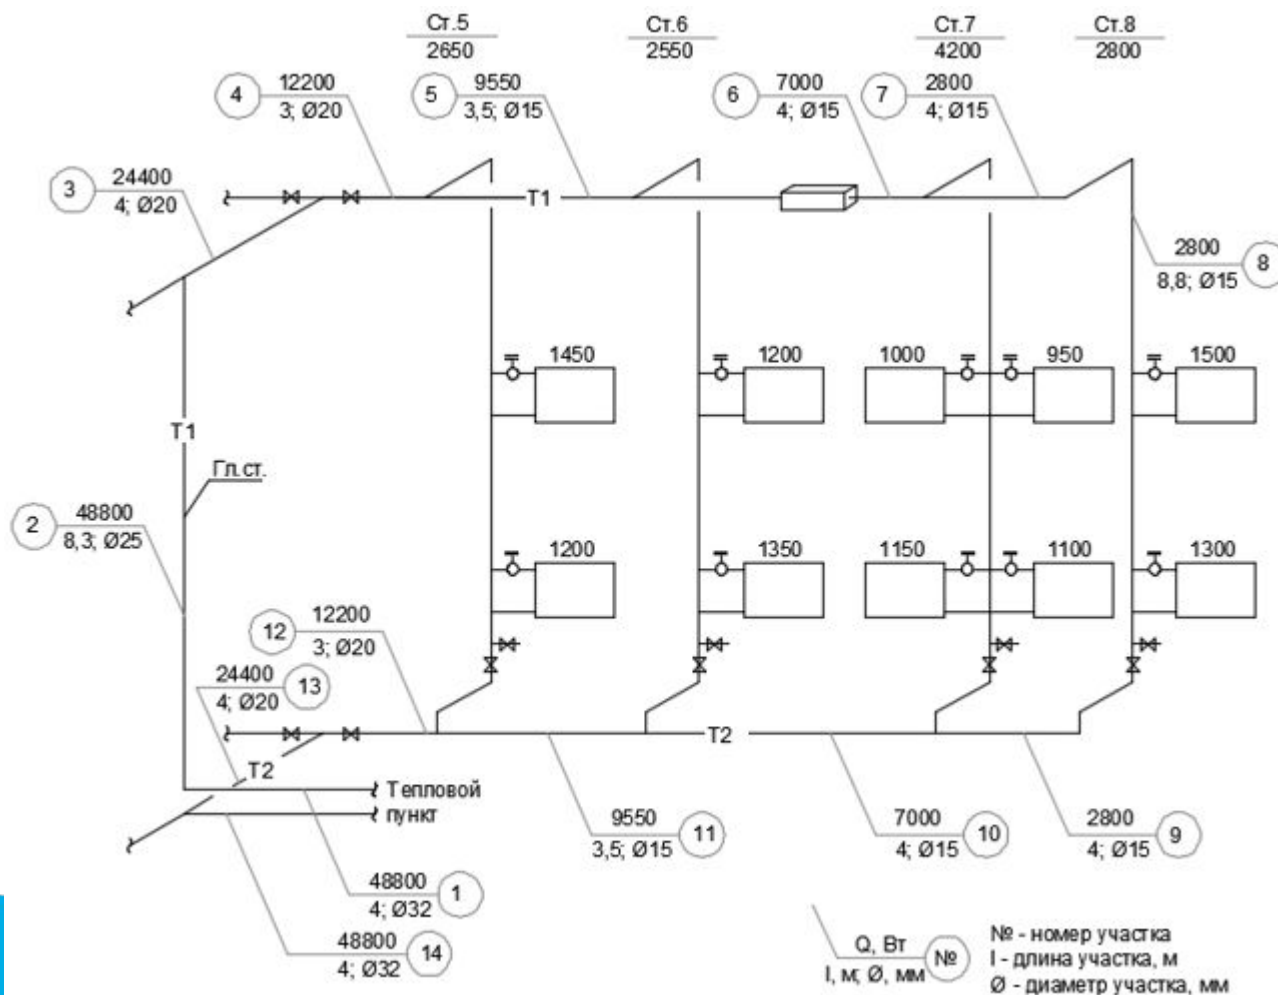 Ст.5
2650
Ст.6
2550
Ст.7
4200
Ст.8
2800
4
12200
3; Ø20
5
9550
3,5; Ø15
6
7000
4; Ø15
7
2800
4; Ø15
3
24400
4; Ø20
Т1
2800
8,8; Ø15
8
1450
1200
1000
950
1500
Т1
Гл.ст.
2
48800
8,3; Ø25
1200
1350
1150
1100
1300
12
12200
3; Ø20
24400
4; Ø20
13
Т2
Т2
Тепловой
пункт
9550
3,5; Ø15
11
7000
4; Ø15
10
2800
4; Ø15
9
48800
4; Ø32
1
48800
4; Ø32
14
Q, Вт
l, м; Ø, мм
№
№ - номер участка
l - длина участка, м
Ø - диаметр участка, мм